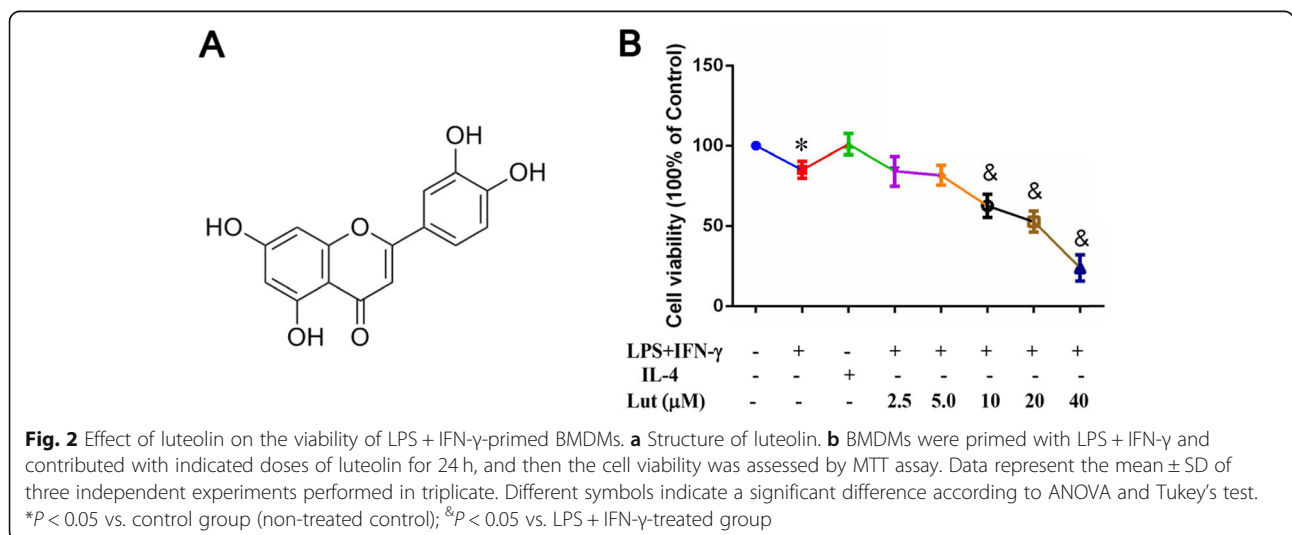 A
OH
OH
HO
O
OH
O
B
Cell viability (100% of Control)
150
100
50
0
*
&
&
&
LPS+IFN-γ - + - + + + + +
IL-4 - - + - - - - -
Lut (μM) - - - 2.5 5.0 10 20 40
Fig. 2 Effect of luteolin on the viability of LPS + IFN-γ-primed BMDMs. a Structure of luteolin. b BMDMs were primed with LPS + IFN-γ and
contributed with indicated doses of luteolin for 24 h, and then the cell viability was assessed by MTT assay. Data represent the mean ± SD of
three independent experiments performed in triplicate. Different symbols indicate a significant difference according to ANOVA and Tukey's test.
*P < 0.05 vs. control group (non-treated control); &P < 0.05 vs. LPS + IFN-γ-treated group